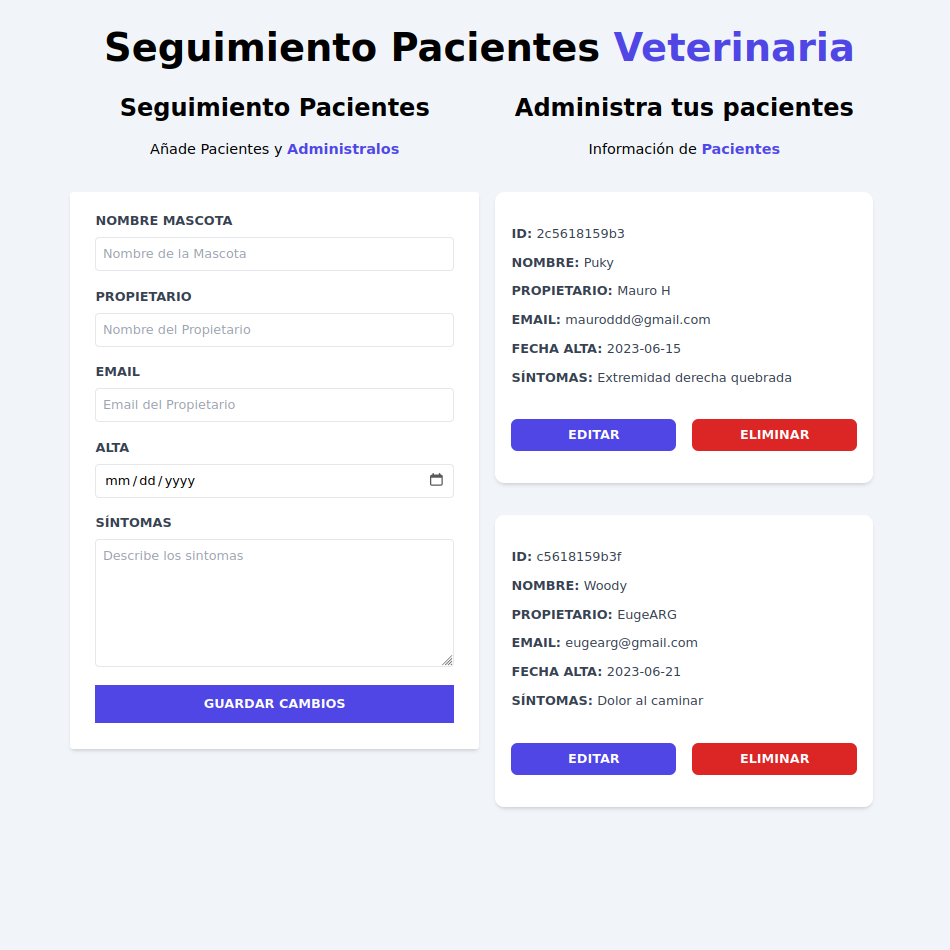 Seguimiento Pacientes Veterinaria
Seguimiento Pacientes
Añade Pacientes y Administralos
NOMBRE MASCOTA
Nombre de la Mascota
PROPIETARIO
Nombre del Propietario
EMAIL
Email del Propietario
ALTA
mm/dd/yyyy
SÍNTOMAS
Describe los sintomas
GUARDAR CAMBIOS
Administra tus pacientes
Información de Pacientes
ID: 2c5618159b3
NOMBRE: Puky
PROPIETARIO: Mauro H
EMAIL: mauroddd@gmail.com
FECHA ALTA: 2023-06-15
SÍNTOMAS: Extremidad derecha quebrada
EDITAR ELIMINAR
ID: c5618159b3f
NOMBRE: Woody
PROPIETARIO: EugeARG
EMAIL: eugearg@gmail.com
FECHA ALTA: 2023-06-21
SÍNTOMAS: Dolor al caminar
EDITAR ELIMINAR